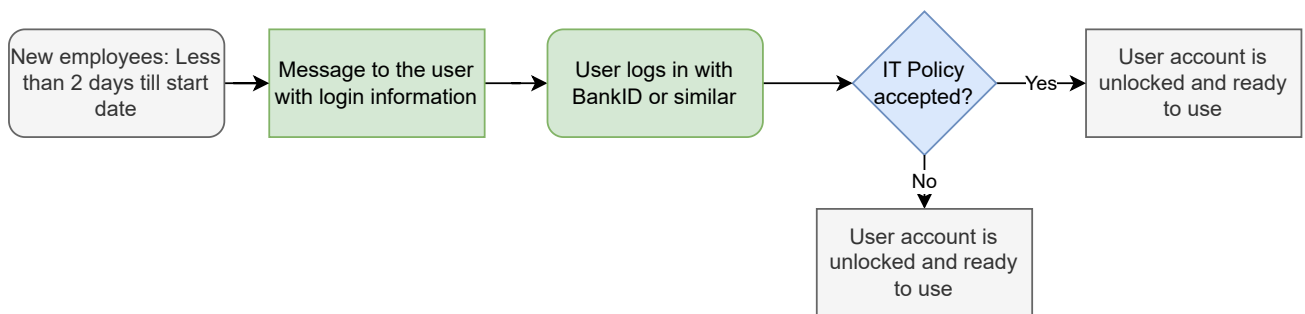 New employees: Less
than 2 days till start
date
Message to the user
with login information
User logs in with
BankID or similar
IT Policy
accepted?
Yes
User account is
unlocked and ready
to use
No
User account is
unlocked and ready
to use